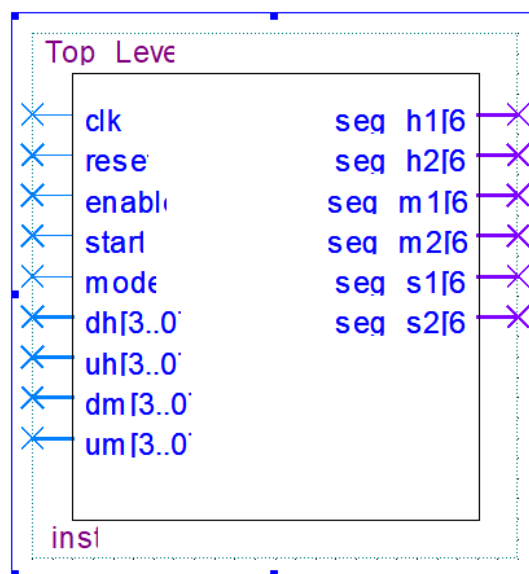 Top Leve
clk seg h1[6
rese seg h2[6
enable seg m1[6
start seg m2[6
mode seg s1[6
dh[3..0] seg s2[6
uh[3..0]
dm[3..0]
um[3..0]
inst